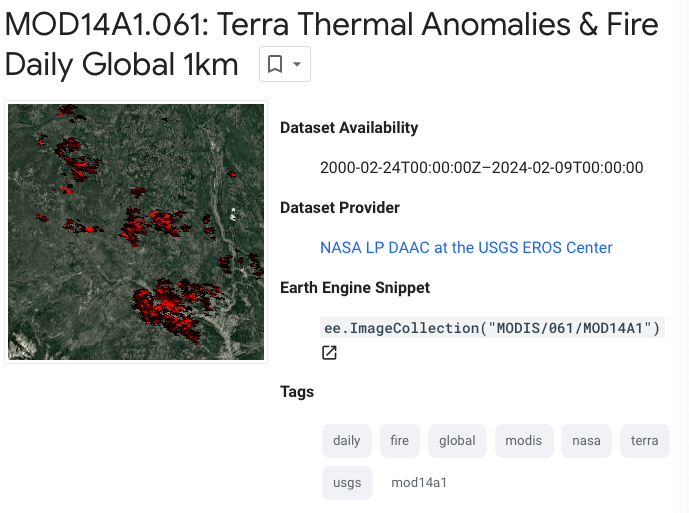 MOD14A1.061: Terra Thermal Anomalies & Fire
Daily Global 1km
Dataset Availability
2000-02-24T00:00:00Z–2024-02-09T00:00:00
Dataset Provider
NASA LP DAAC at the USGS EROS Center
Earth Engine Snippet
ee.ImageCollection("MODIS/061/MOD14A1")
Tags
daily fire global modis nasa terra
usgs mod14a1